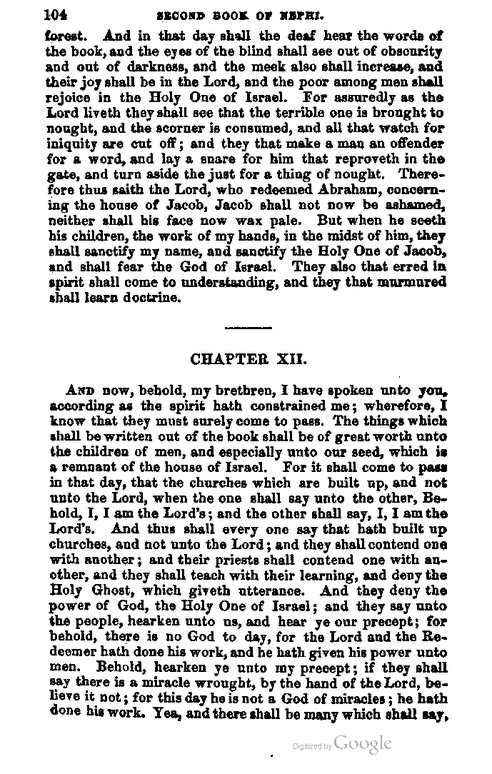 104 SECOND BOOK OF NEPHI.
forest. And in that day shall the deaf hear the words of
the book, and the eyes of the blind shall see out of obscurity
and out of darkness, and the meek also shall increase, and
their joy shall be in the Lord, and the poor among men shall
rejoice in the Holy One of Israel. For assuredly as the
Lord liveth they shall see that the terrible one is brought to
nought, and the scorner is consumed, and all that watch for
iniquity are cut off; and they that make a man an offender
for a word, and lay a snare for him that reproveth in the
gate, and turn aside the just for a thing of nought. There-
fore thus saith the Lord, who redeemed Abraham, concern-
ing the house of Jacob, Jacob shall not now be ashamed,
neither shall his face now wax pale. But when he seeth
his children, the work of my hands, in the midst of him, they
shall sanctify my name, and sanctify the Holy One of Jacob,
and shall fear the God of Israel. They also that erred in
spirit shall come to understanding, and they that murmured
shall learn doctrine.
CHAPTER XII.
AND now, behold, my brethren, I have spoken unto you,
according as the spirit hath constrained me; wherefore, I
know that they must surely come to pass. The things which
shall be written out of the book shall be of great worth unto
the children of men, and especially unto our seed, which is
a remnant of the house of Israel. For it shall come to pass
in that day, that the churches which are built up, and not
unto the Lord, when the one shall say unto the other, Be-
hold, I, I am the Lord's; and the other shall say, I, I am the
Lord's. And thus shall every one say that hath built up
churches, and not unto the Lord; and they shall contend one
with another; and their priests shall contend one with an-
other, and they shall teach with their learning, and deny the
Holy Ghost, which giveth utterance. And they deny the
power of God, the Holy One of Israel; and they say unto
the people, hearken unto us, and hear ye our precept; for
behold, there is no God to day, for the Lord and the Re-
deemer hath done his work, and he hath given his power unto
men. Behold, hearken ye unto my precept; if they shall
say there is a miracle wrought, by the hand of the Lord, be-
lieve it not; for this day he is not a God of miracles; he hath
done his work. Yea, and there shall be many which shall say,
Digitized by Google